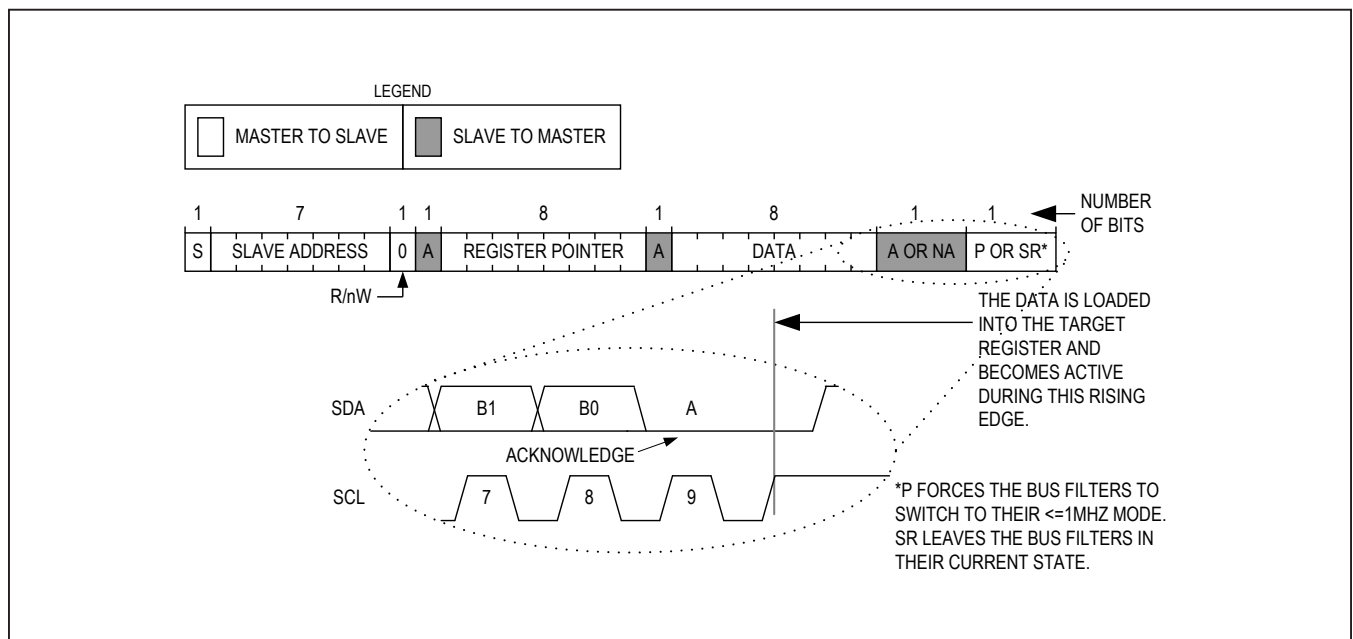 LEGEND
MASTER TO SLAVE SLAVE TO MASTER
1 7 1 1 8 1 8 1 1 NUMBER
OF BITS
S SLAVE ADDRESS 0 A REGISTER POINTER A DATA A OR NA P OR SR*
R/nW
THE DATA IS LOADED
INTO THE TARGET
REGISTER AND
BECOMES ACTIVE
DURING THIS RISING
EDGE.
SDA B1 B0 A
ACKNOWLEDGE
SCL 7 8 9
*P FORCES THE BUS FILTERS TO
SWITCH TO THEIR <=1MHZ MODE.
SR LEAVES THE BUS FILTERS IN
THEIR CURRENT STATE.